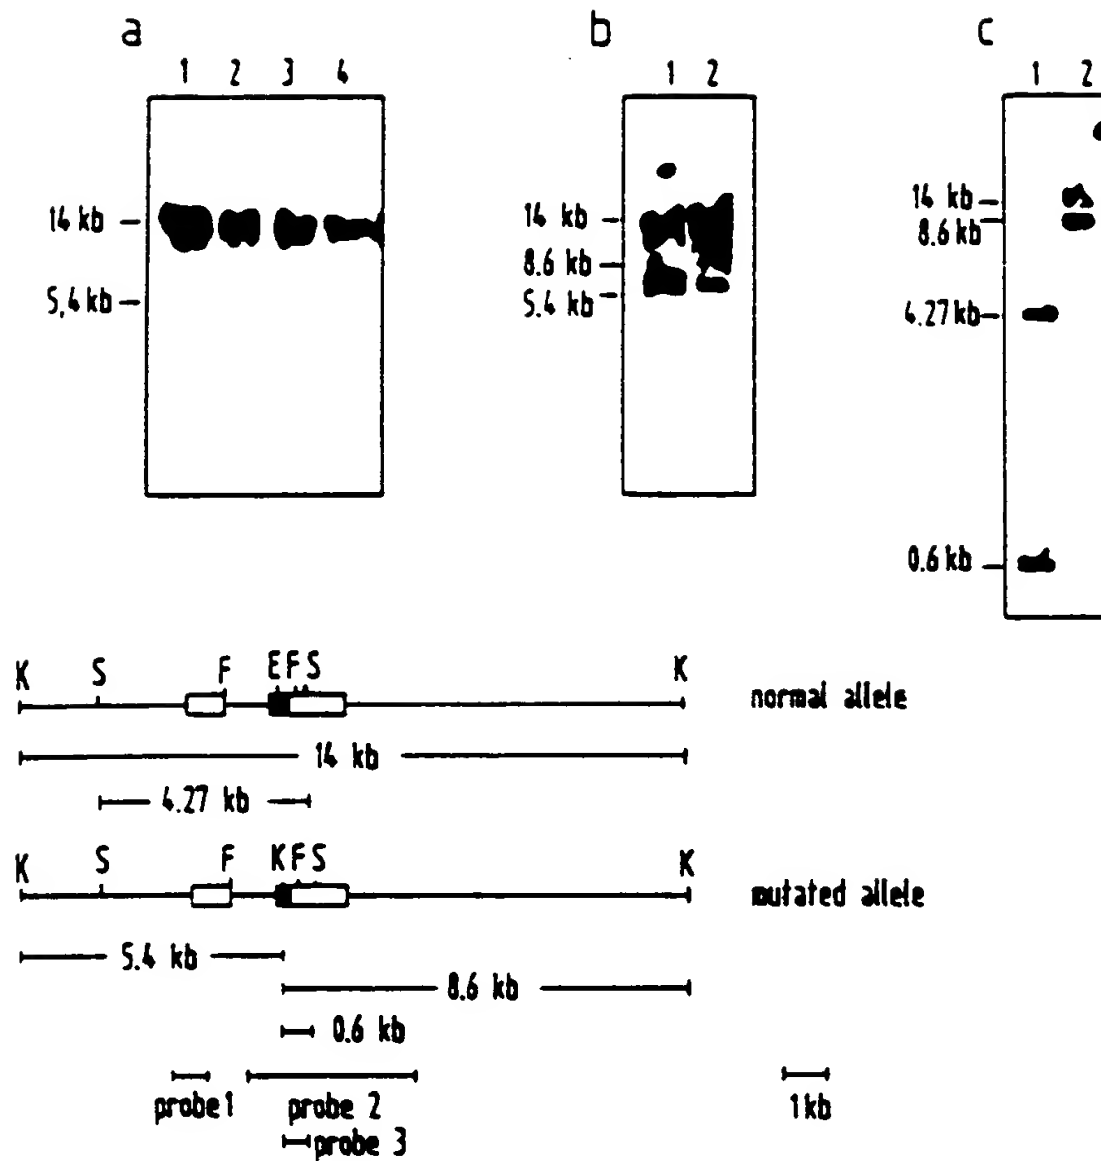 a b c
1 2 3 4
1 2
1 2
14 kb
5,4 kb
14 kb
8.6 kb
5.4 kb
14 kb
8.6 kb
4.27 kb
0.6 kb
K S F E F S K
normal allele
14 kb
4.27 kb
K S F K F S K
mutated allele
5.4 kb
8.6 kb
0.6 kb
probe 1
probe 2
probe 3
1 kb